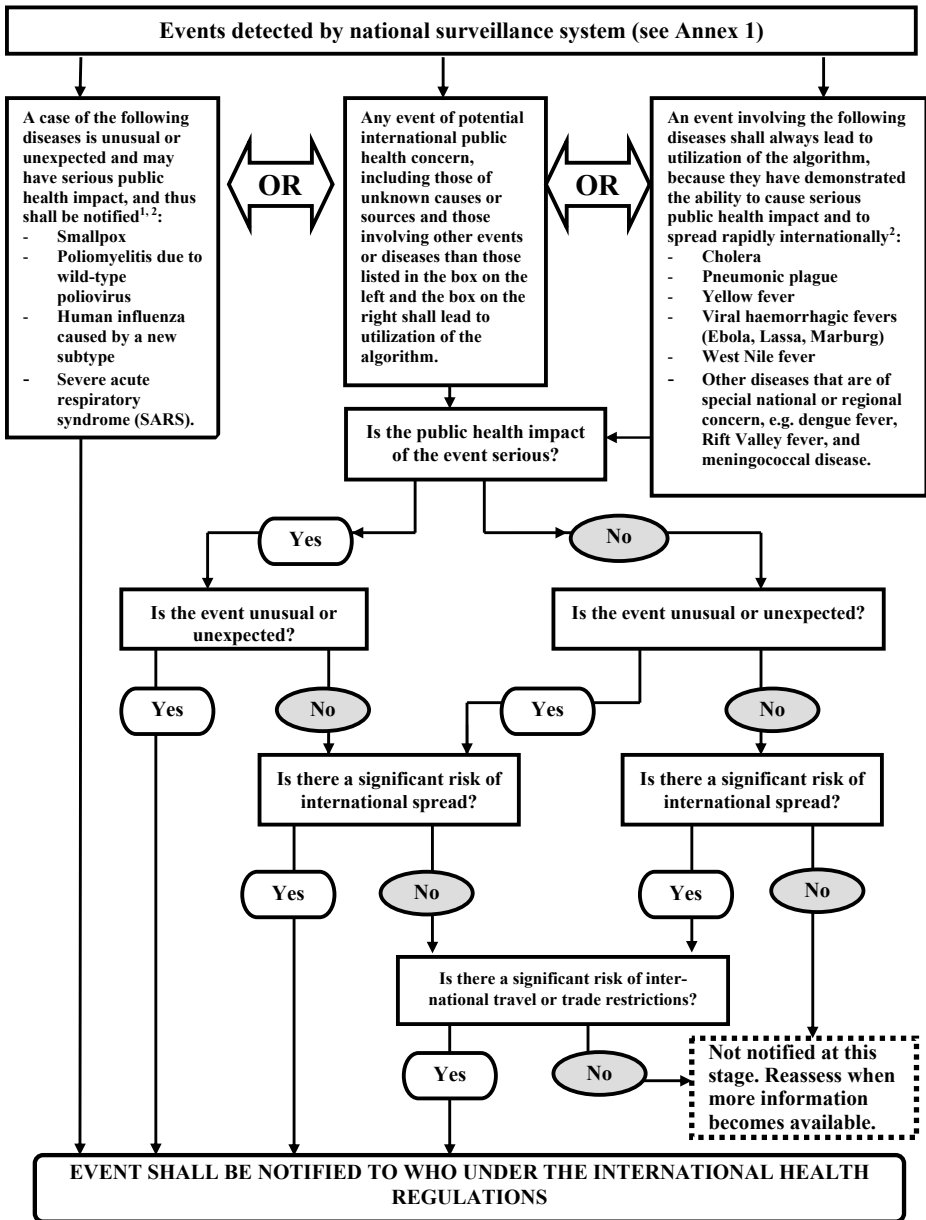 Events detected by national surveillance system (see Annex 1)
A case of the following
diseases is unusual or
unexpected and may
have serious public
health impact, and thus
shall be notified1, 2:
- Smallpox
- Poliomyelitis due to
wild-type
poliovirus
- Human influenza
caused by a new
subtype
- Severe acute
respiratory
syndrome (SARS).
OR
Any event of potential
international public
health concern,
including those of
unknown causes or
sources and those
involving other events
or diseases than those
listed in the box on the
left and the box on the
right shall lead to
utilization of the
algorithm.
OR
An event involving the following
diseases shall always lead to
utilization of the algorithm,
because they have demonstrated
the ability to cause serious
public health impact and to
spread rapidly internationally2:
- Cholera
- Pneumonic plague
- Yellow fever
- Viral haemorrhagic fevers
(Ebola, Lassa, Marburg)
- West Nile fever
- Other diseases that are of
special national or regional
concern, e.g. dengue fever,
Rift Valley fever, and
meningococcal disease.
Is the public health impact
of the event serious?
Yes
No
Is the event unusual or
unexpected?
Is the event unusual or unexpected?
Yes
No
Yes
No
Is there a significant risk of
international spread?
Is there a significant risk of
international spread?
Yes
No
Yes
No
Is there a significant risk of inter-
national travel or trade restrictions?
Yes
No
Not notified at this
stage. Reassess when
more information
becomes available.
EVENT SHALL BE NOTIFIED TO WHO UNDER THE INTERNATIONAL HEALTH
REGULATIONS